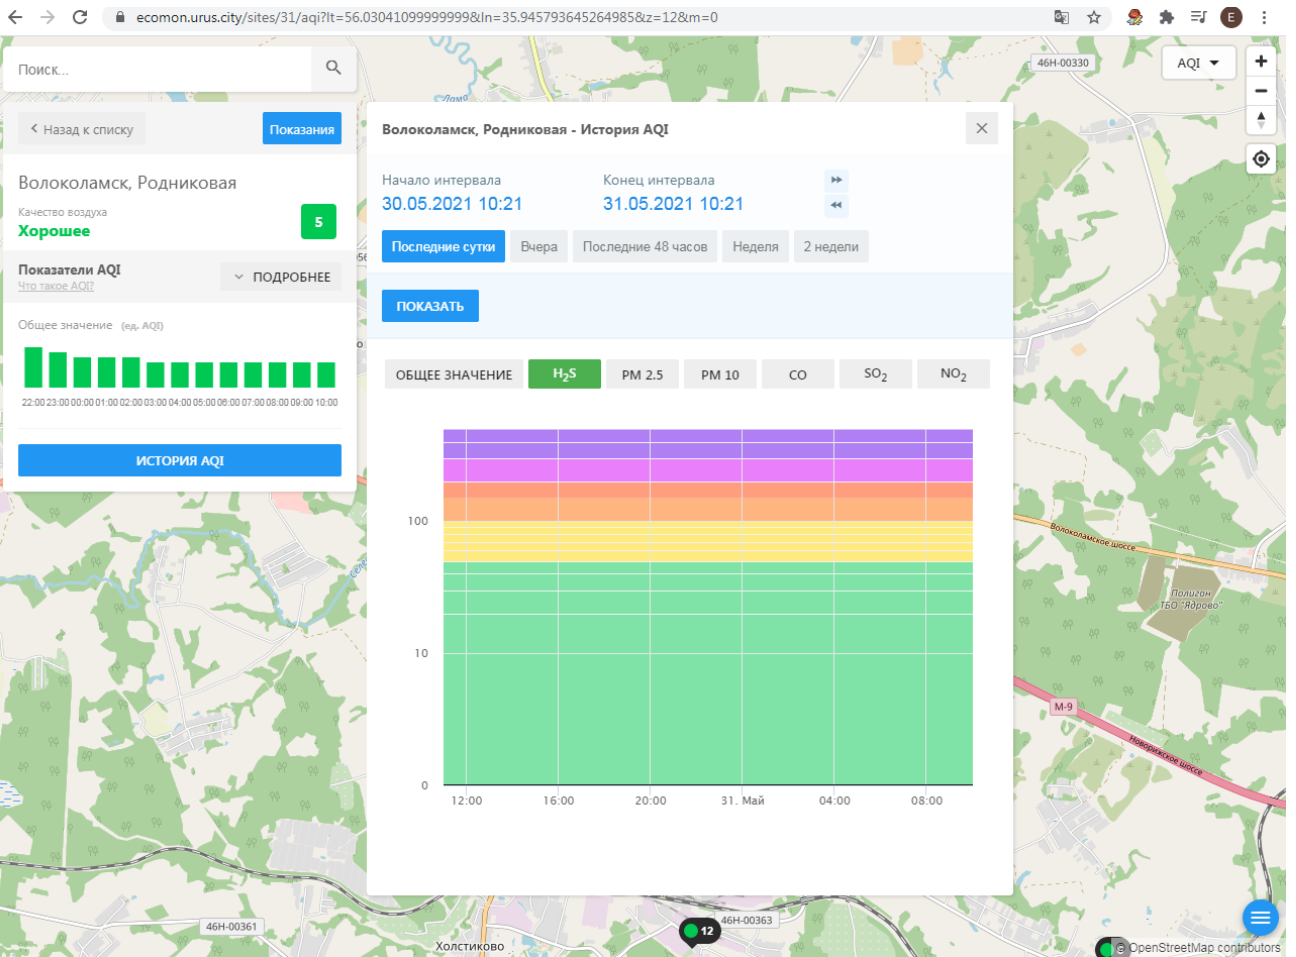 ecomon.urus.city/sites/31/aqi?lt=56.03041099999999&ln=35.945793645264985&z=12&m=0
E
Поиск...
46Н-00330
AQI
Лама
Назад к списку
Показания
Волоколамск, Родниковая - История AQI
Волоколамск, Родниковая
Качество воздуха
Хорошее
5
Начало интервала
Конец интервала
30.05.2021 10:21
31.05.2021 10:21
Последние сутки
Вчера
Последние 48 часов
Неделя
2 недели
Показатели AQI
Что такое AQI?
ПОДРОБНЕЕ
ПОКАЗАТЬ
Общее значение (ед. AQI)
22:00 23:00 00:00 01:00 02:00 03:00 04:00 05:00 06:00 07:00 08:00 09:00 10:00
ИСТОРИЯ AQI
ОБЩЕЕ ЗНАЧЕНИЕ
H₂S
PM 2.5
PM 10
CO
SO₂
NO₂
100
10
0
12:00
16:00
20:00
31. Май
04:00
08:00
Волоколамское шоссе
Полигон
ТБО "Ядрово"
М-9
Новорижское шоссе
46Н-00361
46Н-00363
12
Холстиково
© OpenStreetMap contributors